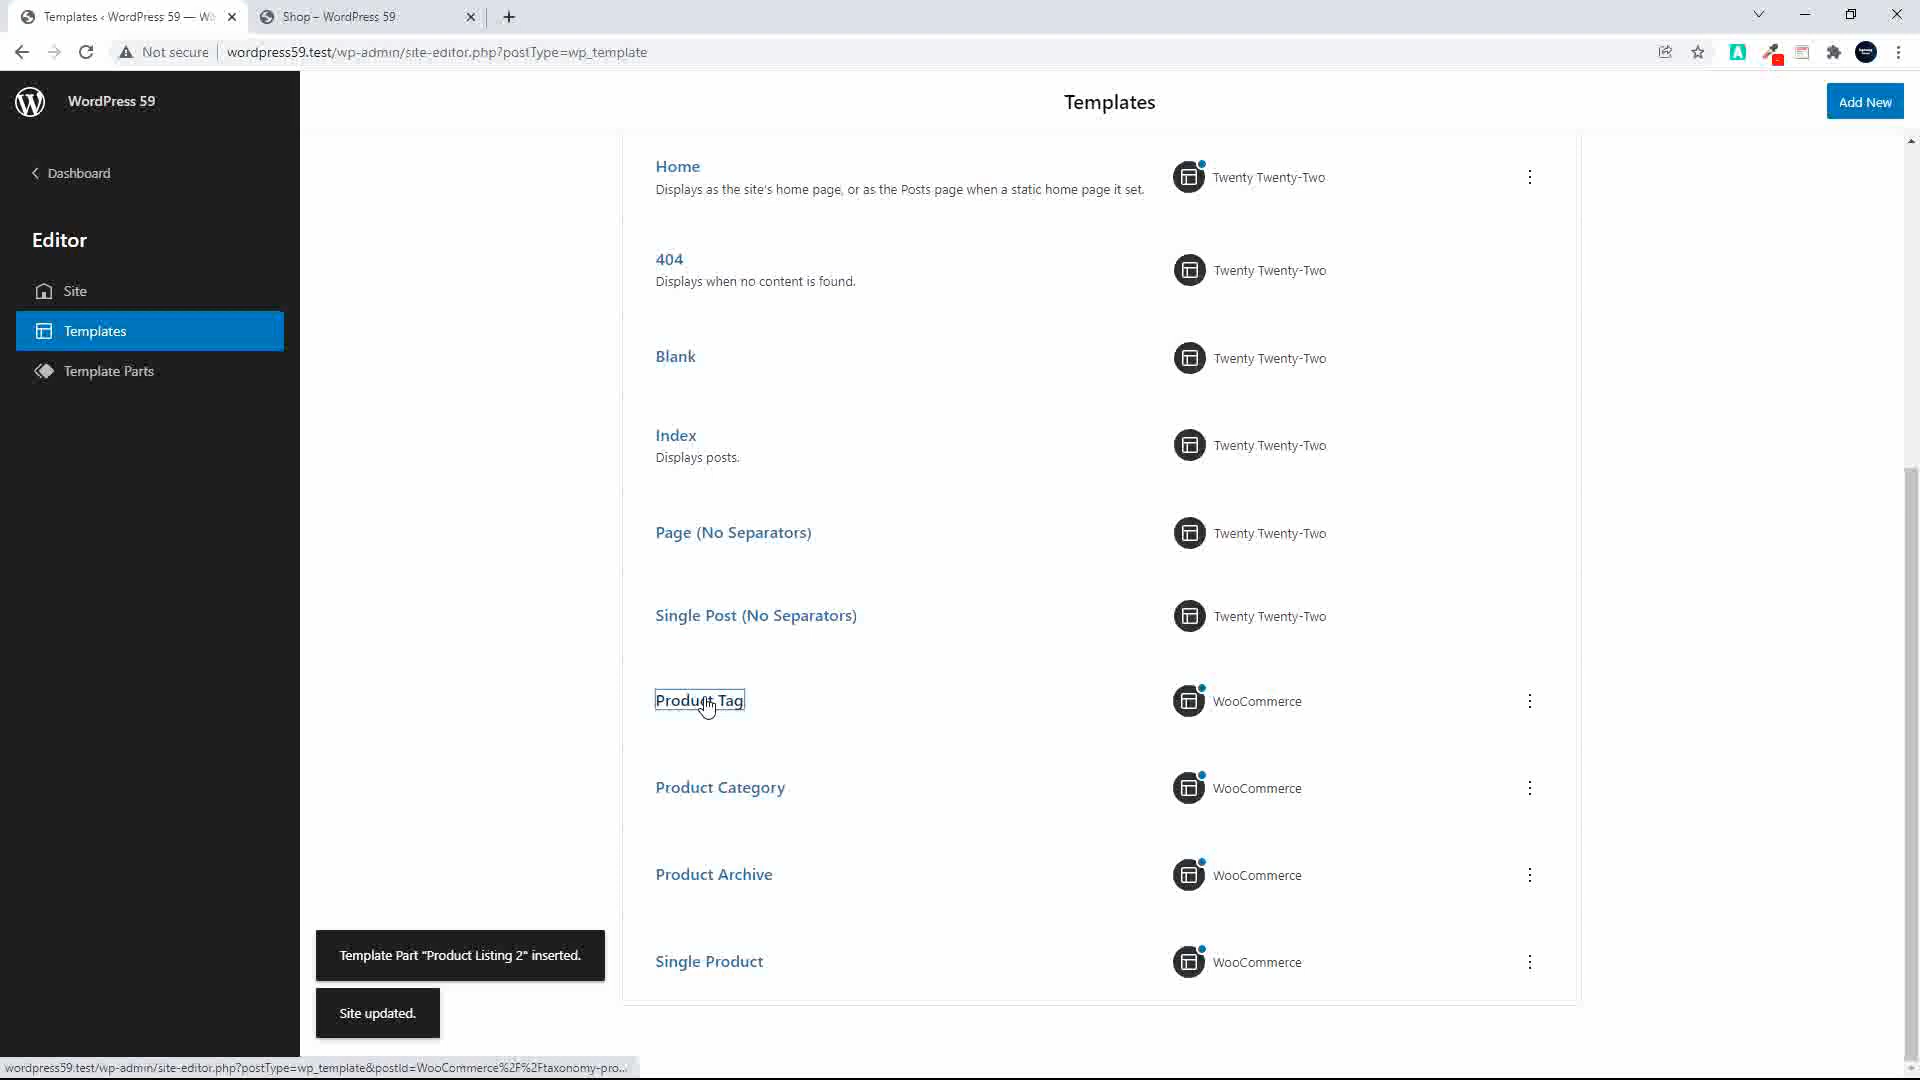 Templates ‹ WordPress 59 — Wo
Shop – WordPress 59
Not secure
wordpress59.test/wp-admin/site-editor.php?postType=wp_template
WordPress 59
Templates
Add New
Dashboard
Editor
Site
Templates
Template Parts
Home
Displays as the site's home page, or as the Posts page when a static home page it set.
Twenty Twenty-Two
404
Displays when no content is found.
Twenty Twenty-Two
Blank
Twenty Twenty-Two
Index
Displays posts.
Twenty Twenty-Two
Page (No Separators)
Twenty Twenty-Two
Single Post (No Separators)
Twenty Twenty-Two
Product Tag
WooCommerce
Product Category
WooCommerce
Product Archive
WooCommerce
Single Product
WooCommerce
Template Part "Product Listing 2" inserted.
Site updated.
wordpress59.test/wp-admin/site-editor.php?postType=wp_template&postId=WooCommerce%2F%2Ftaxonomy-pro...